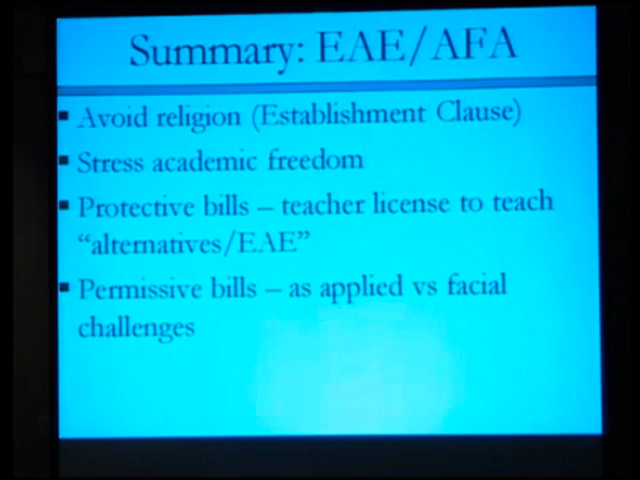 Summary: EAE/AFA
▪ Avoid religion (Establishment Clause)
▪ Stress academic freedom
▪ Protective bills – teacher license to teach
“alternatives/EAE”
▪ Permissive bills – as applied vs facial
challenges